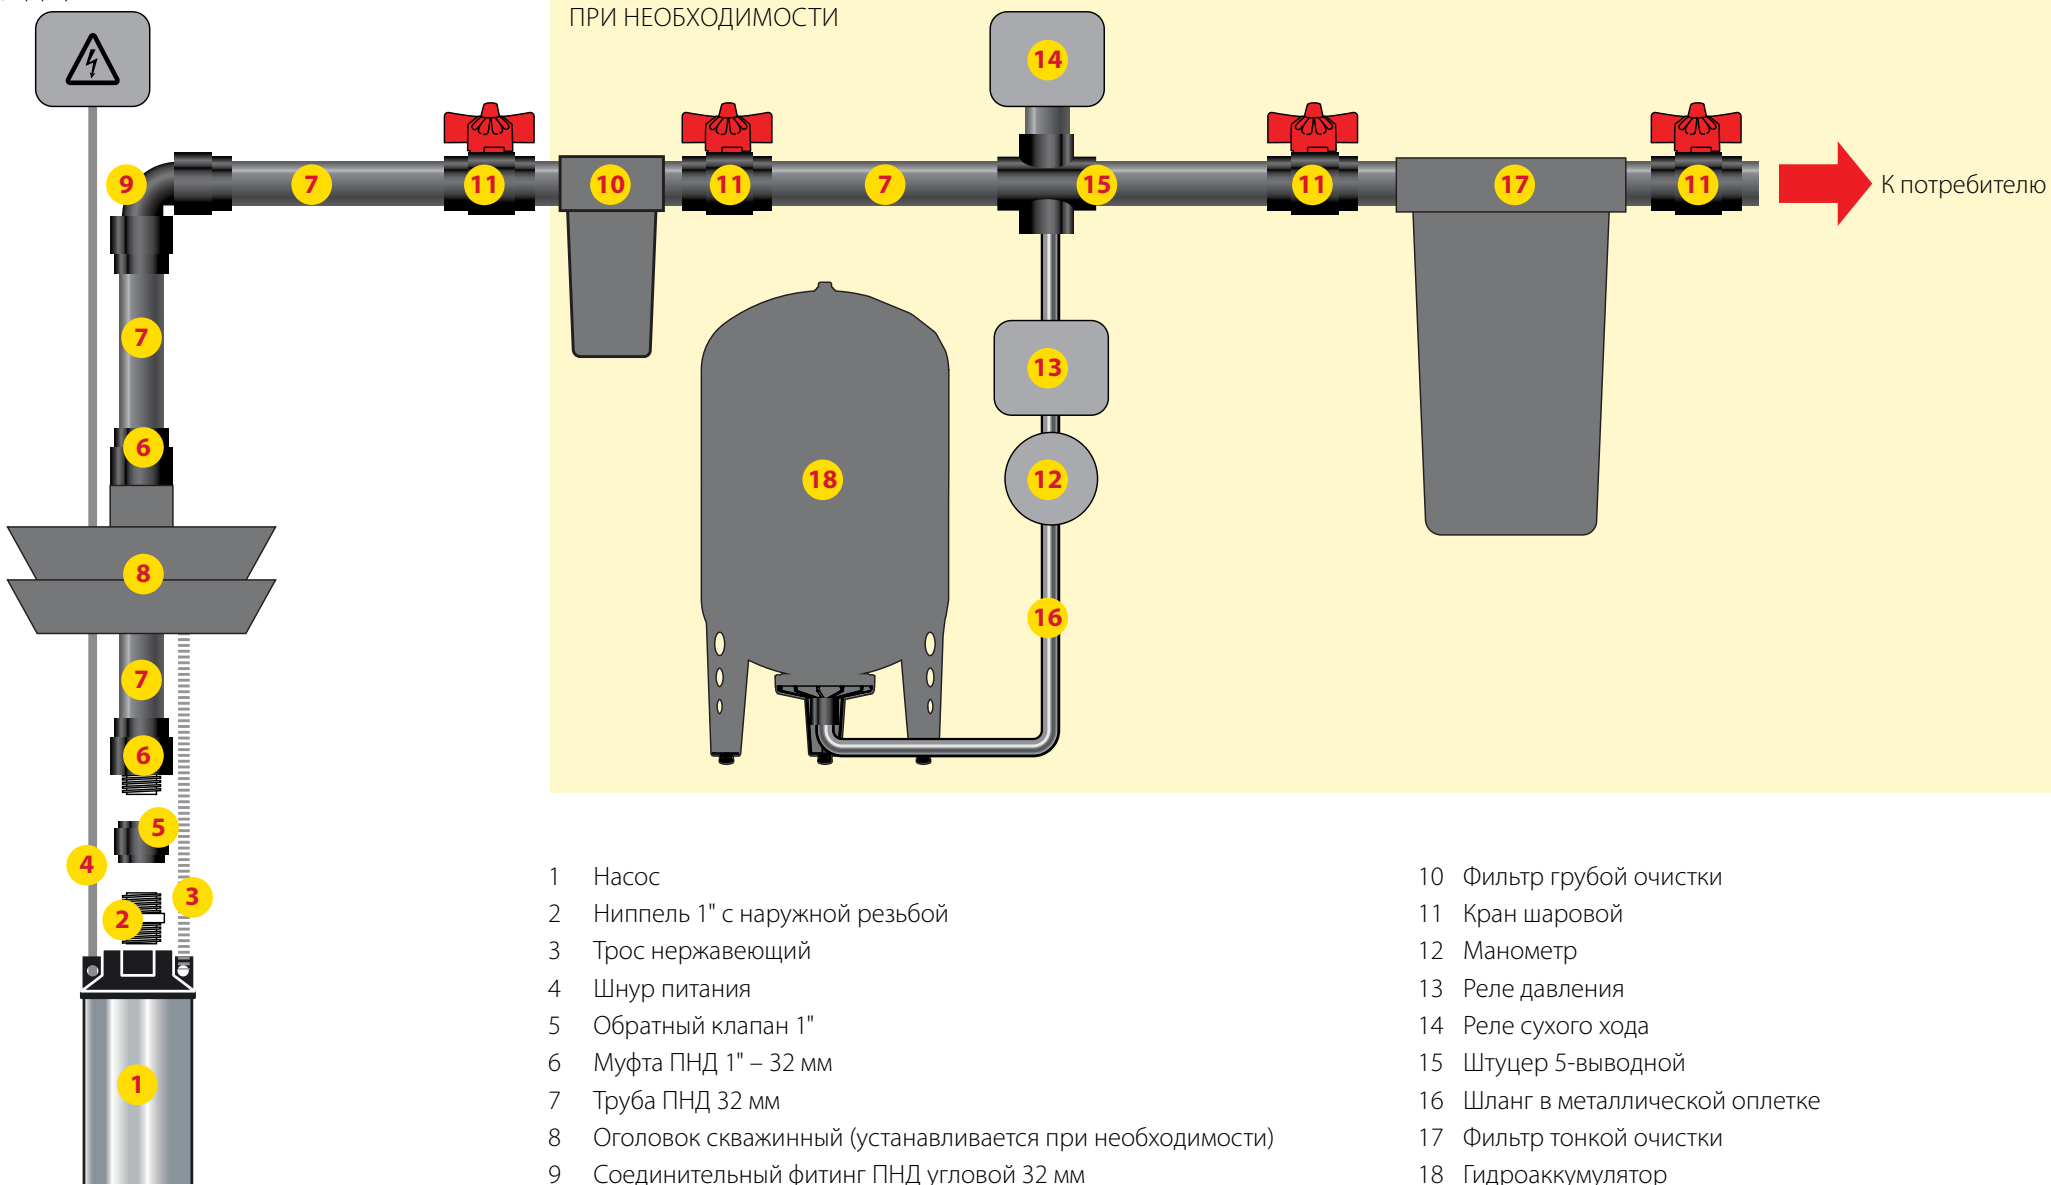 ПРИ НЕОБХОДИМОСТИ
14
9
7
11
10
11
7
15
11
17
11
К потребителю
7
13
6
18
12
8
16
7
6
5
4
3
2
1
1 Насос
2 Ниппель 1" с наружной резьбой
3 Трос нержавеющий
4 Шнур питания
5 Обратный клапан 1"
6 Муфта ПНД 1" – 32 мм
7 Труба ПНД 32 мм
8 Оголовок скважинный (устанавливается при необходимости)
9 Соединительный фитинг ПНД угловой 32 мм
10 Фильтр грубой очистки
11 Кран шаровой
12 Манометр
13 Реле давления
14 Реле сухого хода
15 Штуцер 5-выводной
16 Шланг в металлической оплетке
17 Фильтр тонкой очистки
18 Гидроаккумулятор